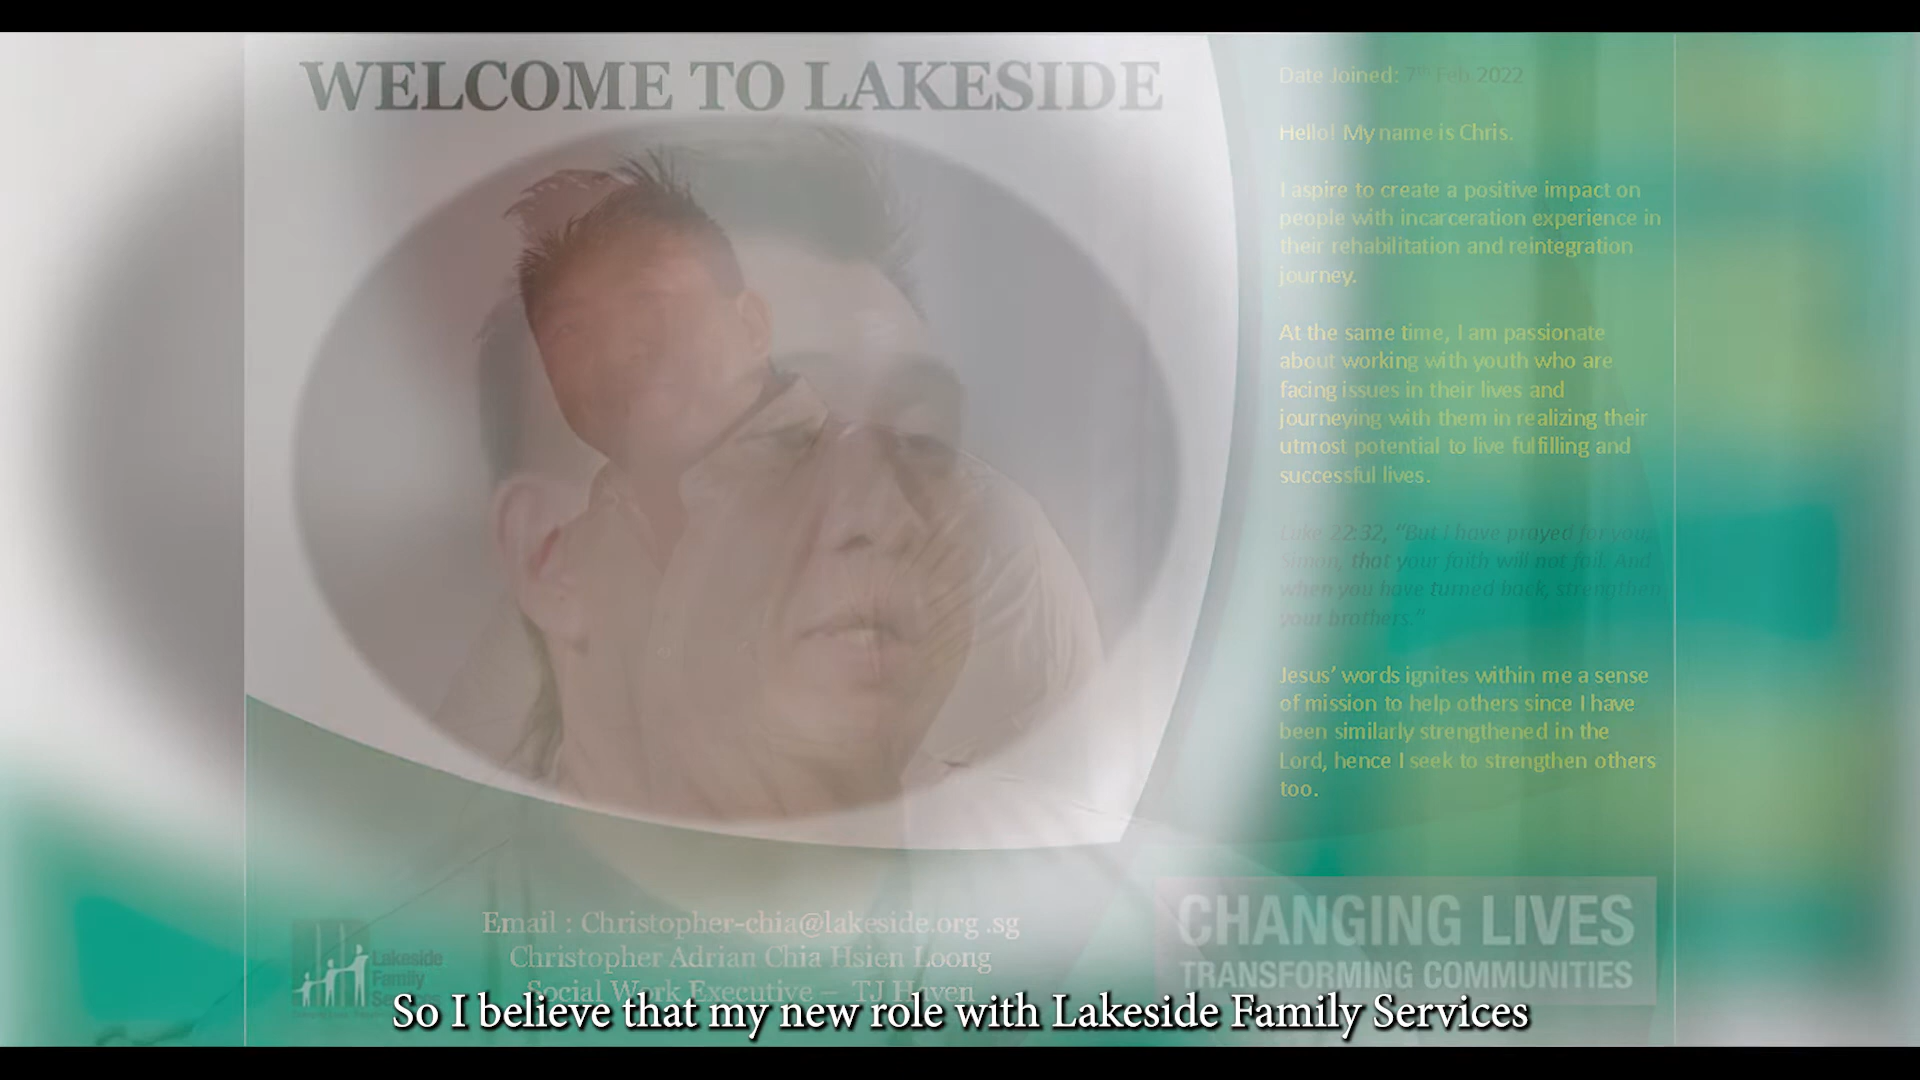 WELCOME TO LAKESIDE
Date Joined: 7th Feb 2022
Hello! My name is Chris.
I aspire to create a positive impact on
people with incarceration experience in
their rehabilitation and reintegration
journey.
At the same time, I am passionate
about working with youth who are
facing issues in their lives and
journeying with them in realizing their
utmost potential to live fulfilling and
successful lives.
Luke 22:32, “But I have prayed for you,
Simon, that your faith will not fail. And
when you have turned back, strengthen
your brothers.”
Jesus’ words ignites within me a sense
of mission to help others since I have
been similarly strengthened in the
Lord, hence I seek to strengthen others
too.
Email : Christopher-chia@lakeside.org .sg
Christopher Adrian Chia Hsien Loong
Social Work Executive – TJ Haven
Lakeside
Family
Services
CHANGING LIVES
TRANSFORMING COMMUNITIES
So I believe that my new role with Lakeside Family Services